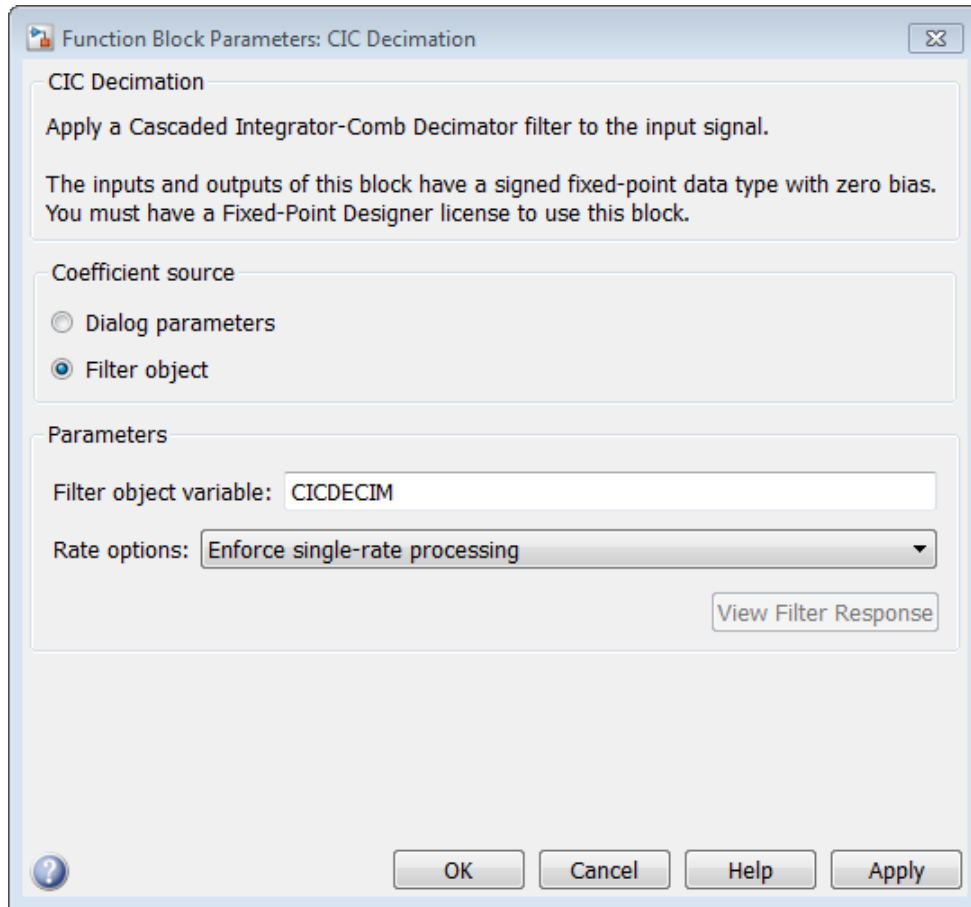 Function Block Parameters: CIC Decimation
CIC Decimation
Apply a Cascaded Integrator-Comb Decimator filter to the input signal.
The inputs and outputs of this block have a signed fixed-point data type with zero bias.
You must have a Fixed-Point Designer license to use this block.
Coefficient source
Dialog parameters
Filter object
Parameters
Filter object variable: CICDECIM
Rate options: Enforce single-rate processing
View Filter Response
? OK Cancel Help Apply